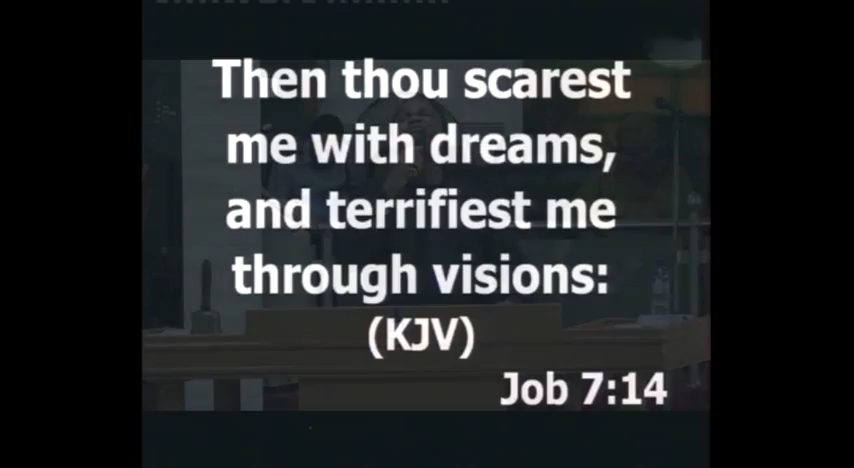 Then thou scarest
me with dreams,
and terrifiest me
through visions:
(KJV)
Job 7:14